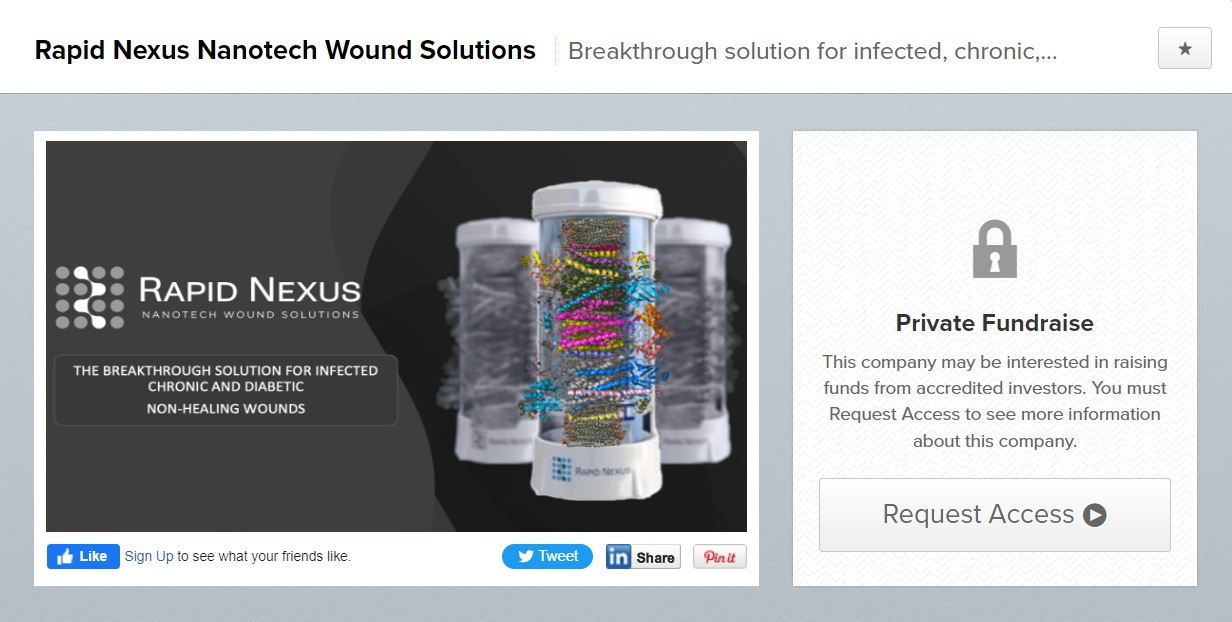 Rapid Nexus Nanotech Wound Solutions
Breakthrough solution for infected, chronic,...
RAPID NEXUS
NANOTECH WOUND SOLUTIONS
THE BREAKTHROUGH SOLUTION FOR INFECTED
CHRONIC AND DIABETIC
NON-HEALING WOUNDS
RAPID NEXUS
Like
Sign Up to see what your friends like.
Tweet
in Share
Pin it
Private Fundraise
This company may be interested in raising
funds from accredited investors. You must
Request Access to see more information
about this company.
Request Access